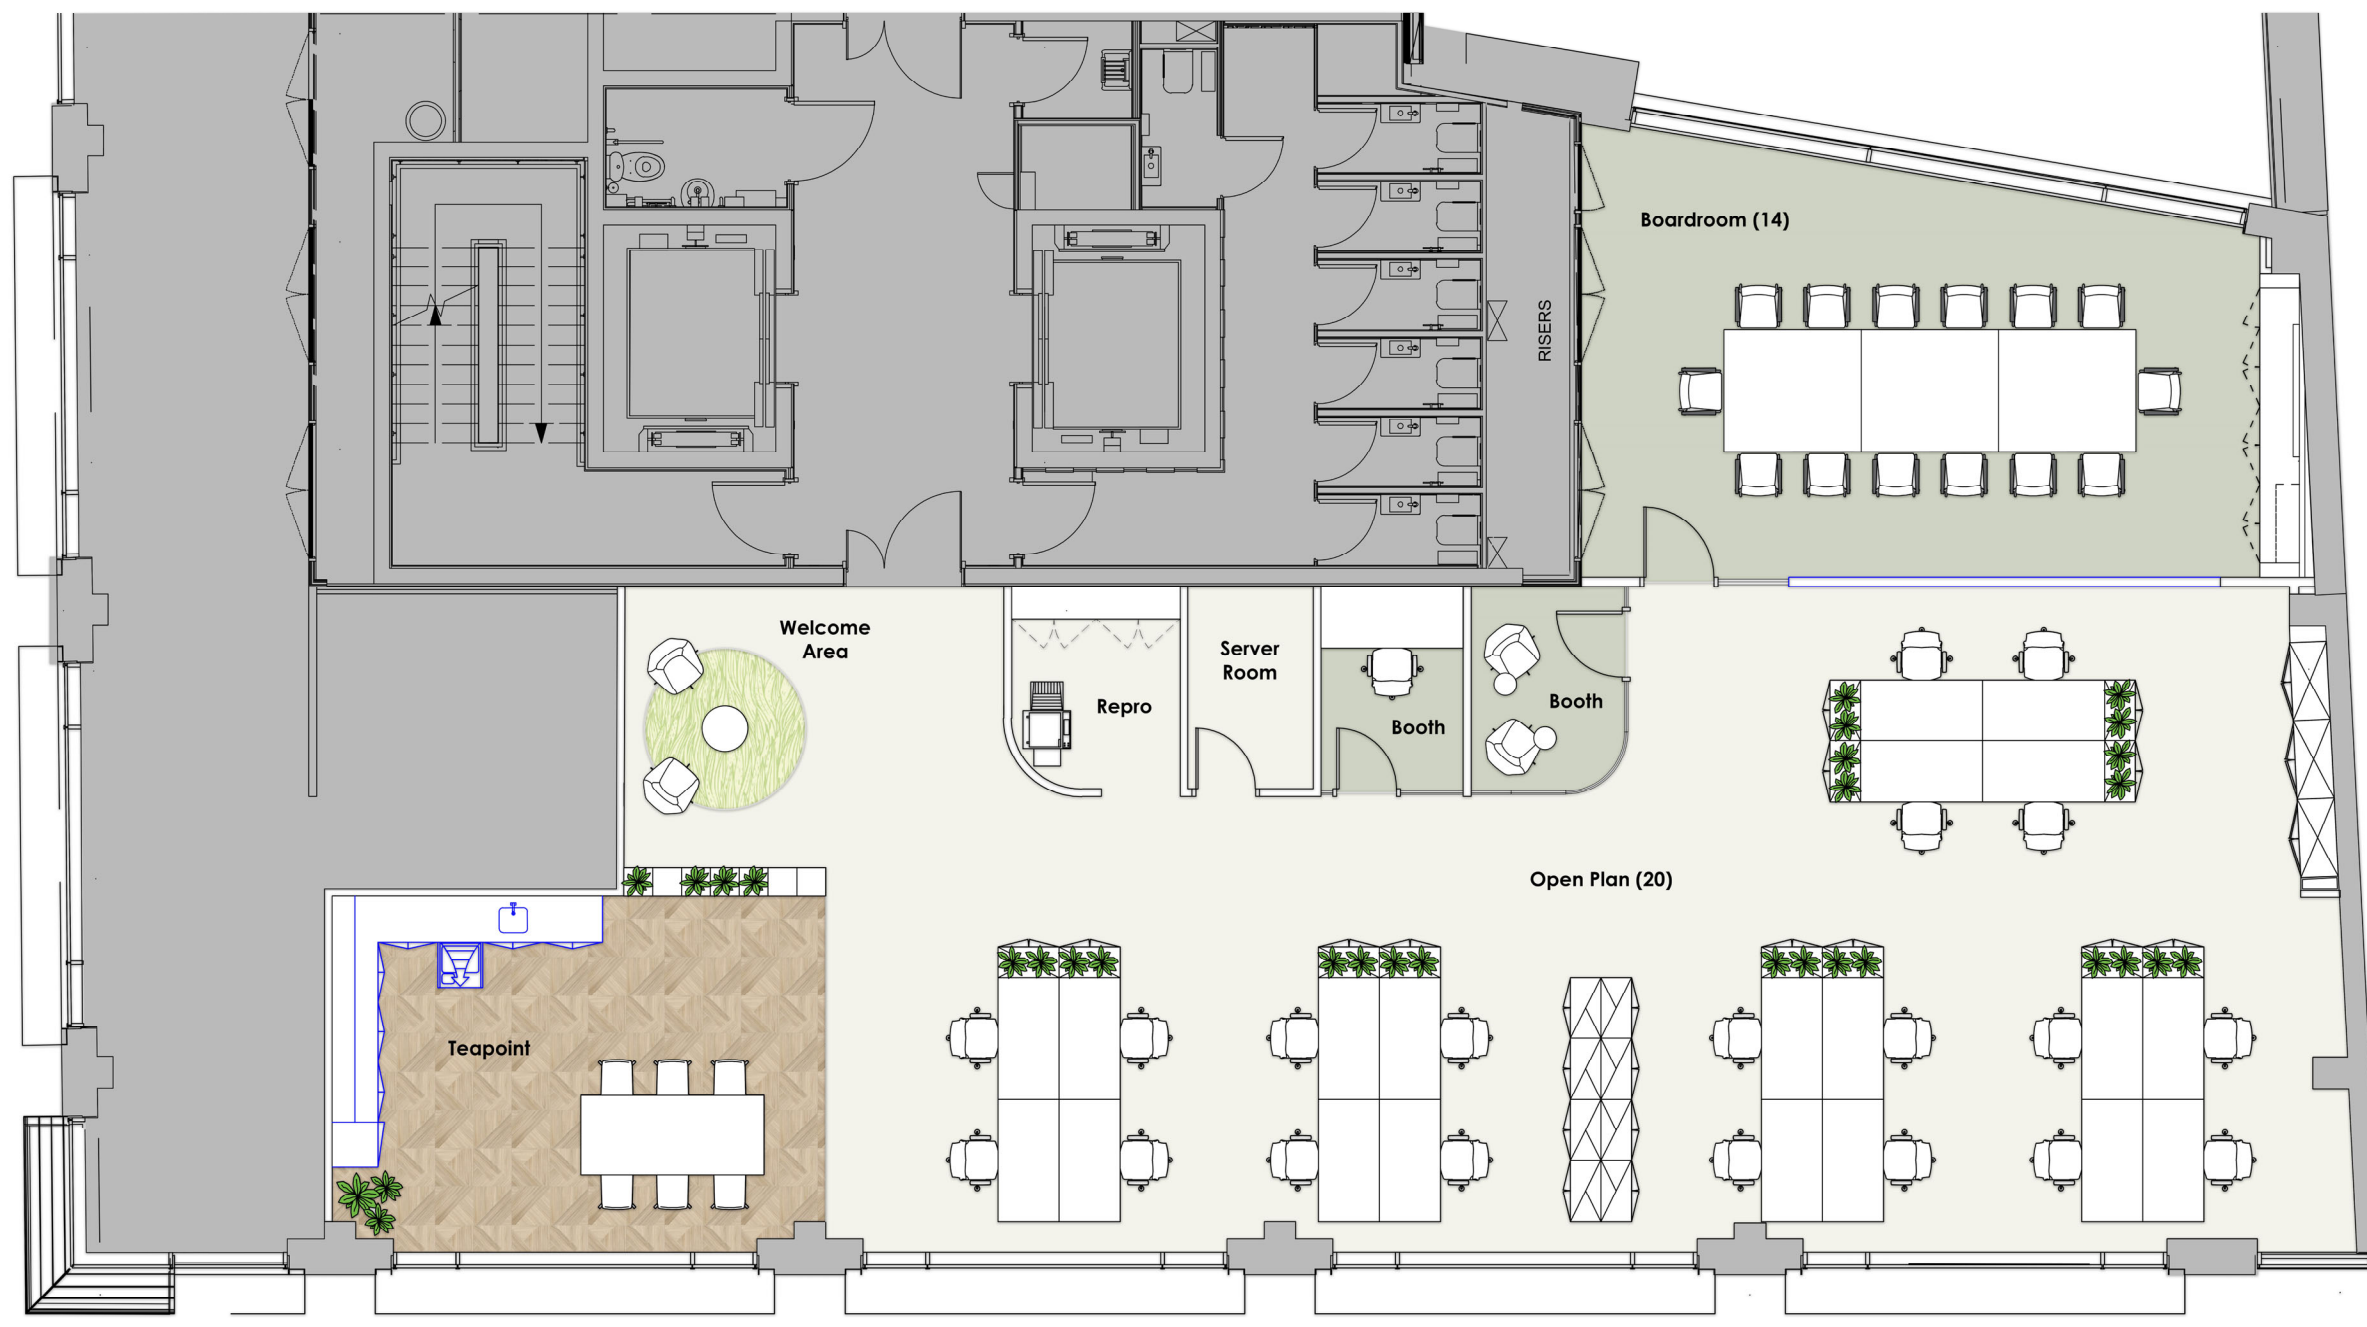 Boardroom (14)
RISERS
Welcome
Area
Server
Room
Repro
Booth
Booth
Open Plan (20)
Teapoint